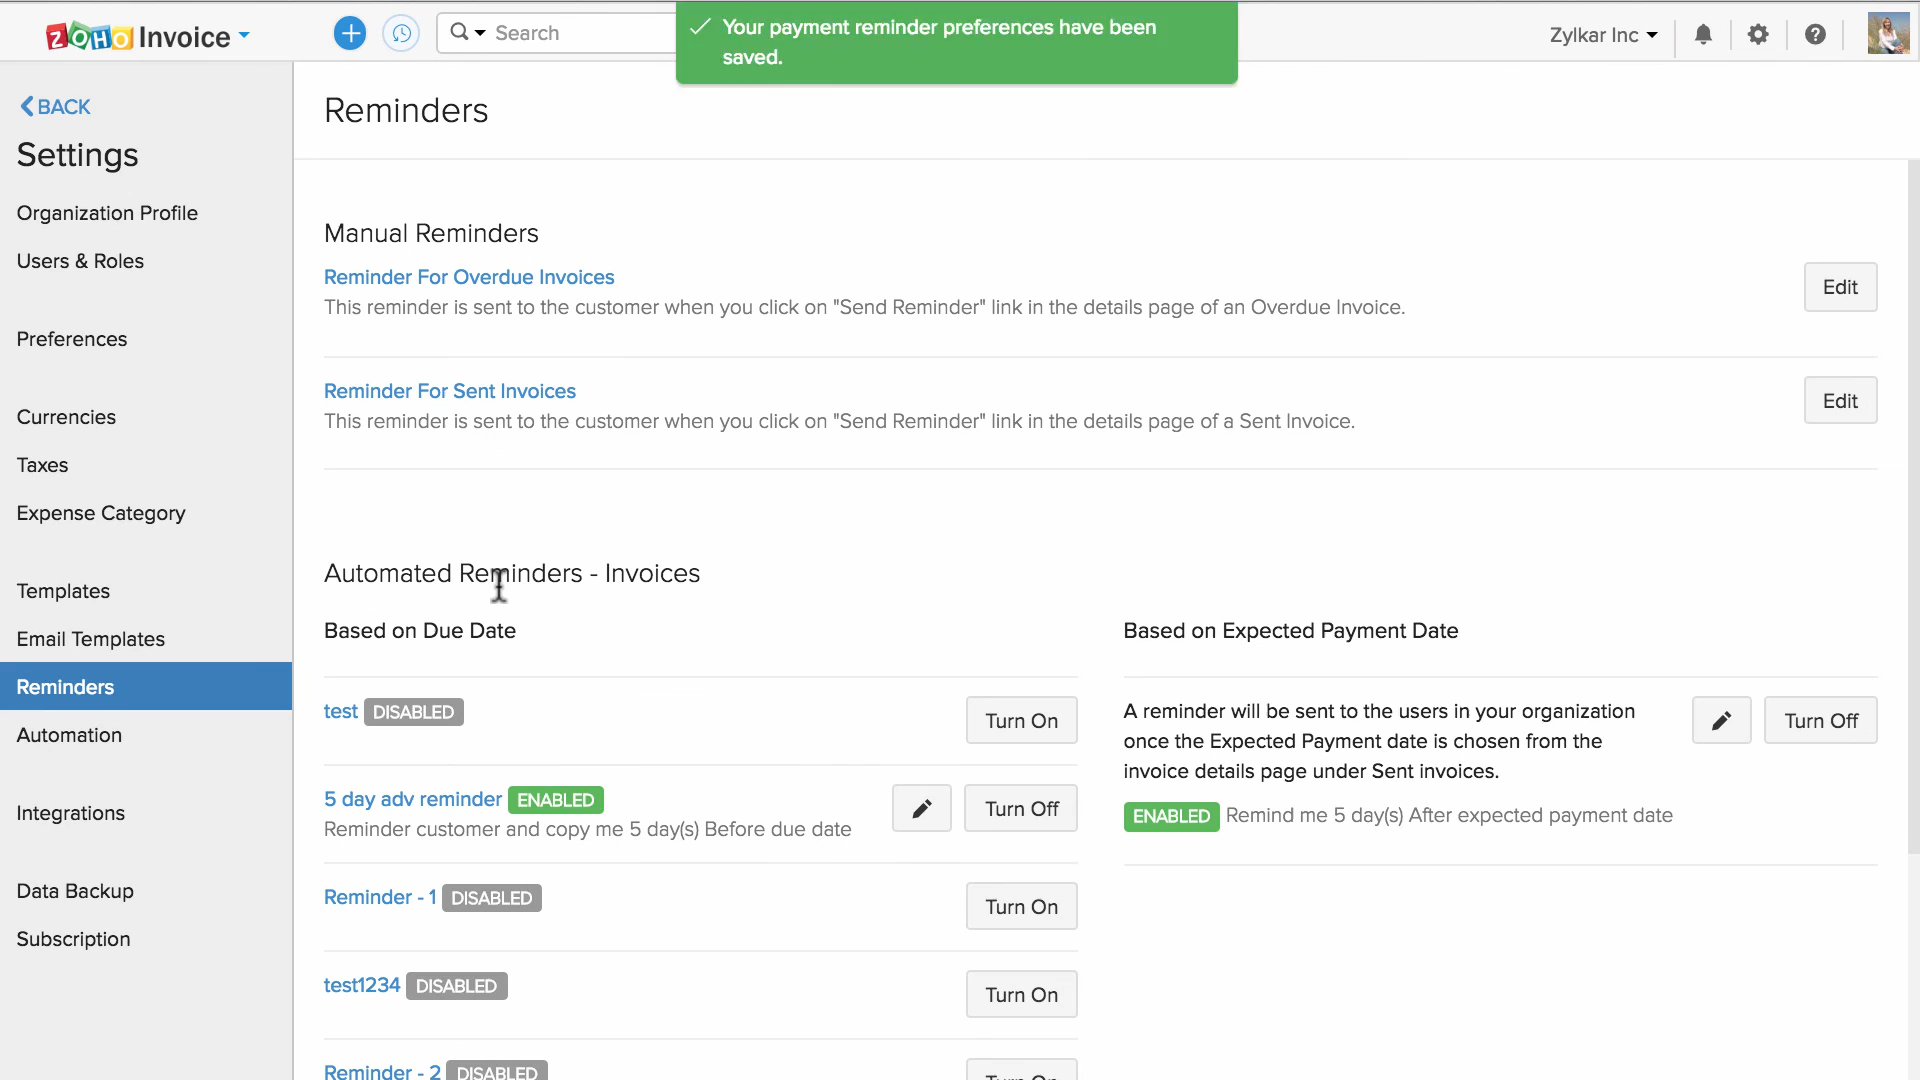 ZOHO Invoice
Search
Your payment reminder preferences have been
saved.
Zylkar Inc
BACK
Settings
Organization Profile
Users & Roles
Preferences
Currencies
Taxes
Expense Category
Templates
Email Templates
Reminders
Automation
Integrations
Data Backup
Subscription
Reminders
Manual Reminders
Reminder For Overdue Invoices
This reminder is sent to the customer when you click on "Send Reminder" link in the details page of an Overdue Invoice.
Edit
Reminder For Sent Invoices
This reminder is sent to the customer when you click on "Send Reminder" link in the details page of a Sent Invoice.
Edit
Automated Reminders - Invoices
Based on Due Date
test DISABLED
Turn On
5 day adv reminder ENABLED
Reminder customer and copy me 5 day(s) Before due date
Turn Off
Reminder - 1 DISABLED
Turn On
test1234 DISABLED
Turn On
Reminder - 2 DISABLED
Turn On
Based on Expected Payment Date
A reminder will be sent to the users in your organization
once the Expected Payment date is chosen from the
invoice details page under Sent invoices.
Turn Off
ENABLED Remind me 5 day(s) After expected payment date